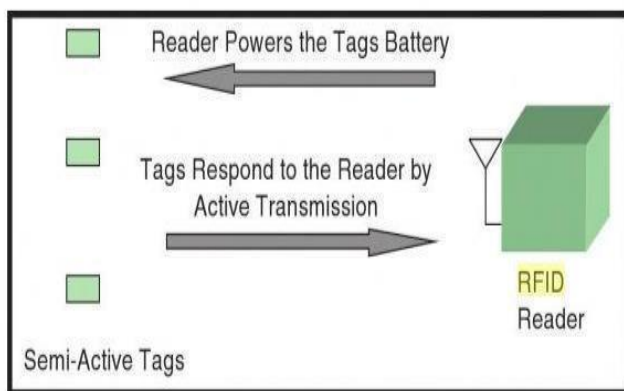 Reader Powers the Tags Battery
Tags Respond to the Reader by
Active Transmission
RFID
Reader
Semi-Active Tags